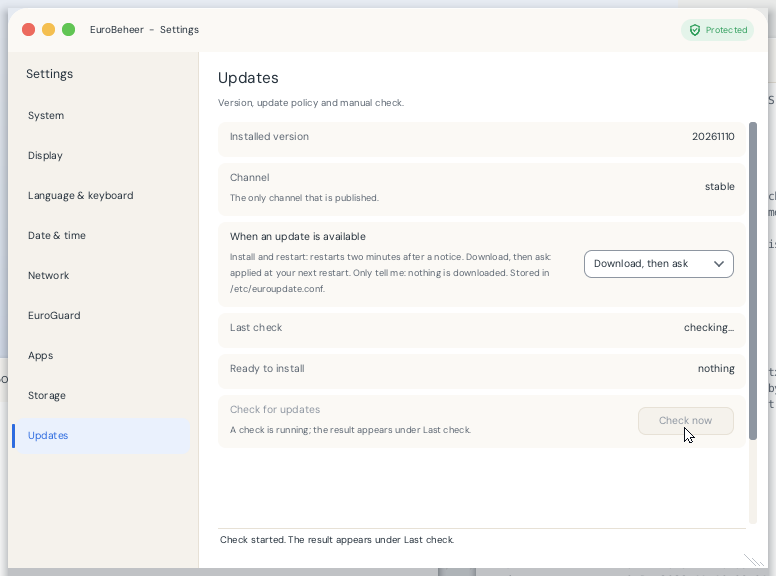 EuroBeheer - Settings
Protected
Settings
System
Display
Language & keyboard
Date & time
Network
EuroGuard
Apps
Storage
Updates
Updates
Version, update policy and manual check.
Installed version
20261110
Channel
The only channel that is published.
stable
When an update is available
Install and restart: restarts two minutes after a notice. Download, then ask:
applied at your next restart. Only tell me: nothing is downloaded. Stored in
/etc/euroupdate.conf.
Download, then ask
Last check
checking...
Ready to install
nothing
Check for updates
A check is running; the result appears under Last check.
Check now
Check started. The result appears under Last check.